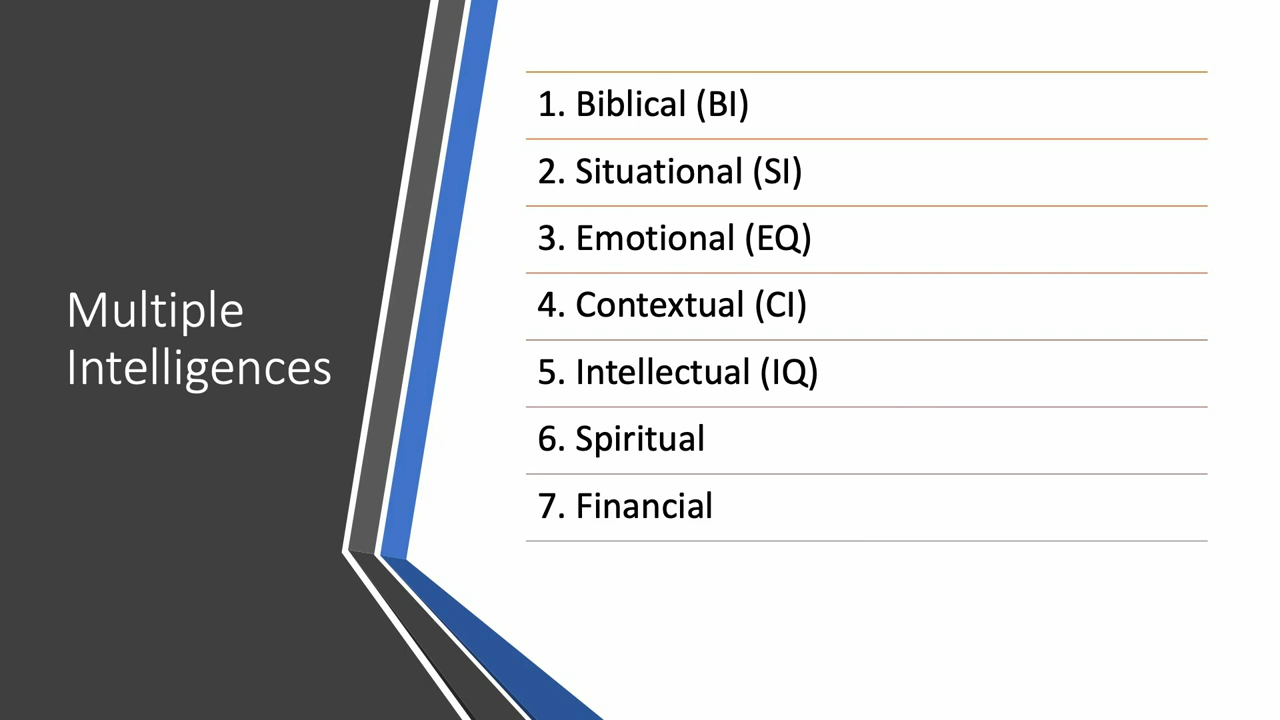 Multiple
Intelligences
1. Biblical (BI)
2. Situational (SI)
3. Emotional (EQ)
4. Contextual (CI)
5. Intellectual (IQ)
6. Spiritual
7. Financial